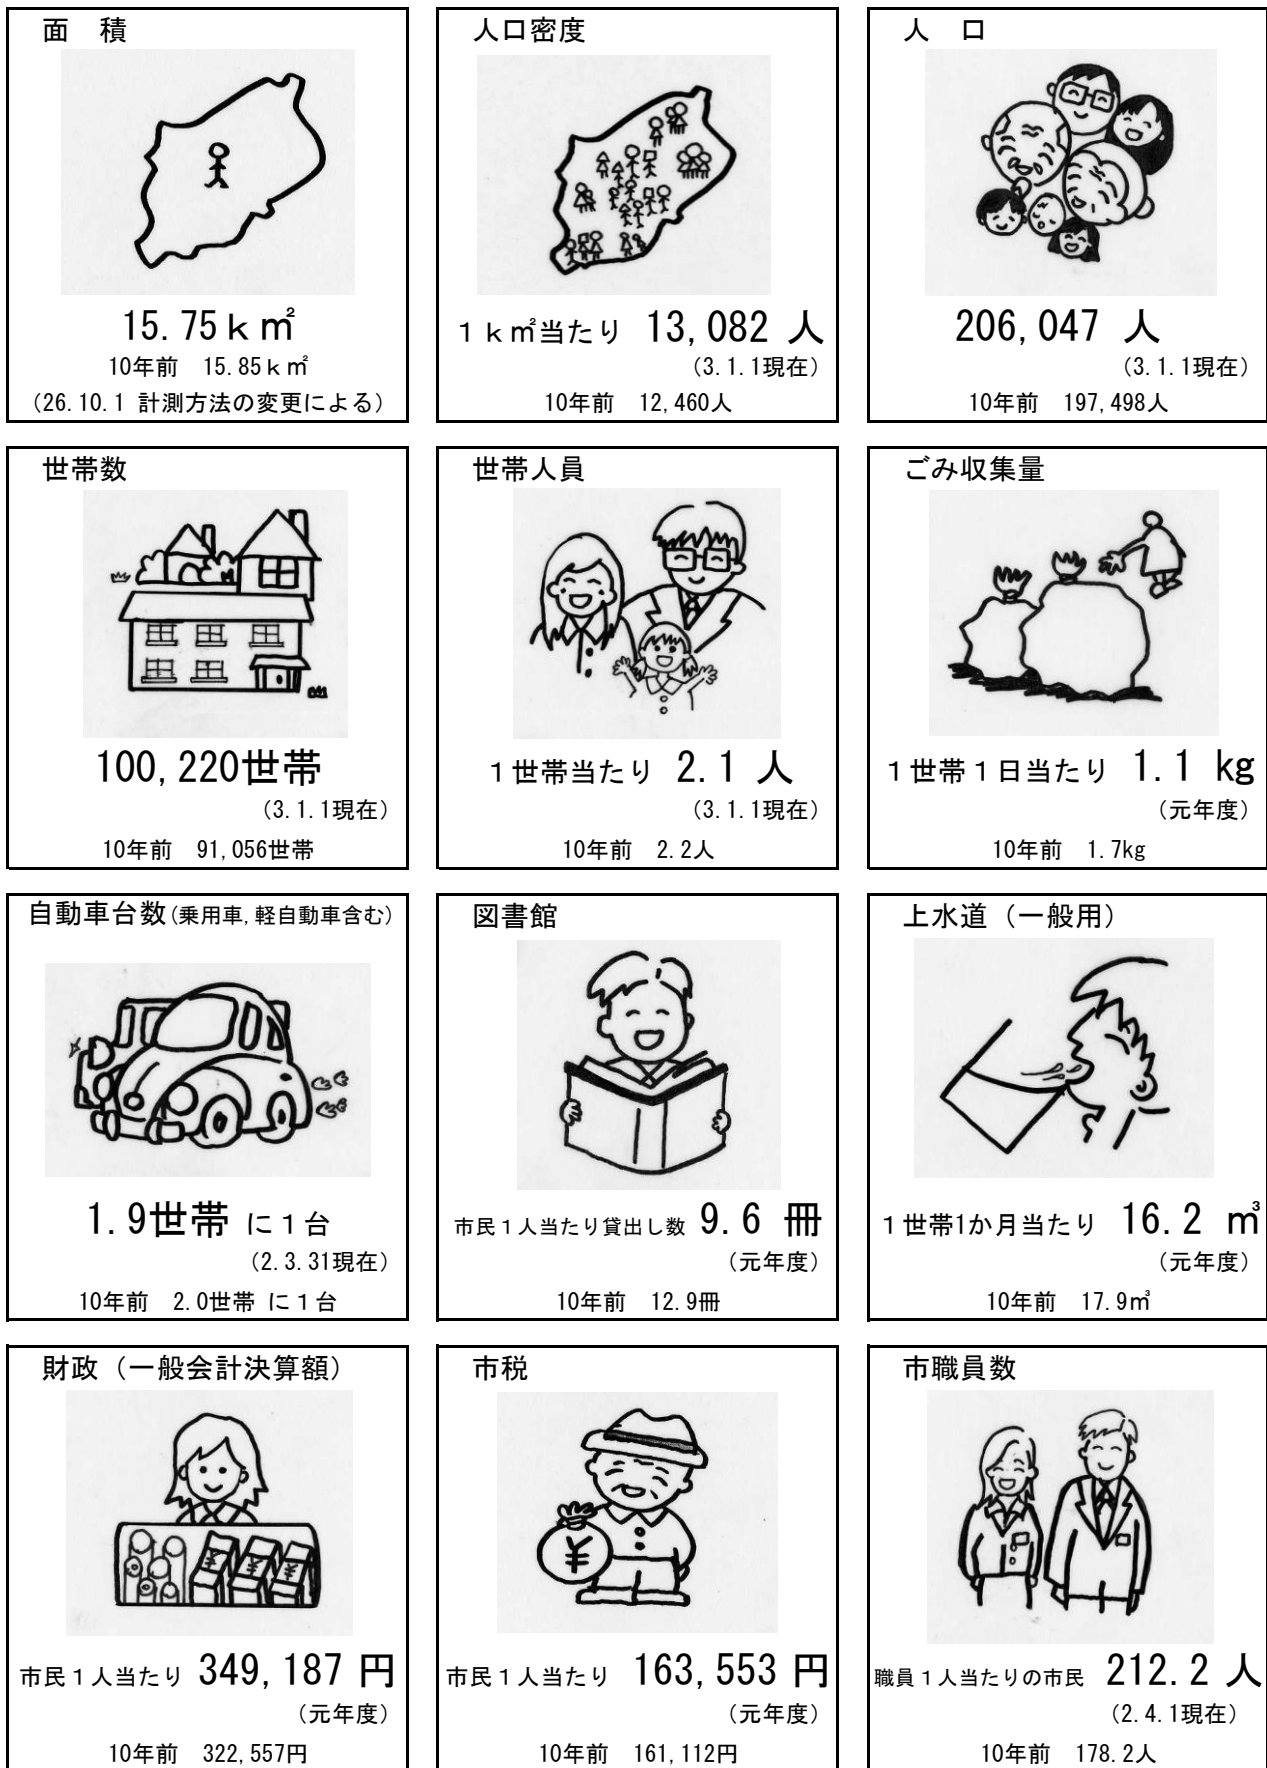 面　積
15.75ｋ㎡
10年前　15.85ｋ㎡
（26.10.1 計測方法の変更による）
人口密度
１ｋ㎡当たり 13,082 人
（3.1.1現在）
10年前　12,460人
人　口
206,047 人
（3.1.1現在）
10年前　197,498人
世帯数
100,220世帯
（3.1.1現在）
10年前　91,056世帯
世帯人員
１世帯当たり 2.1 人
（3.1.1現在）
10年前　2.2人
ごみ収集量
１世帯１日当たり 1.1 kg
（元年度）
10年前　1.7kg
自動車台数(乗用車,軽自動車含む)
1.9世帯 に１台
（2.3.31現在）
10年前　2.0世帯 に１台
図書館
市民１人当たり貸出し数 9.6 冊
（元年度）
10年前　12.9冊
上水道（一般用）
１世帯1か月当たり 16.2 ㎥
（元年度）
10年前　17.9㎥
財政（一般会計決算額）
¥ ¥ ¥
市民１人当たり 349,187 円
（元年度）
10年前　322,557円
市税
¥
市民１人当たり 163,553 円
（元年度）
10年前　161,112円
市職員数
職員１人当たりの市民 212.2 人
（2.4.1現在）
10年前　178.2人